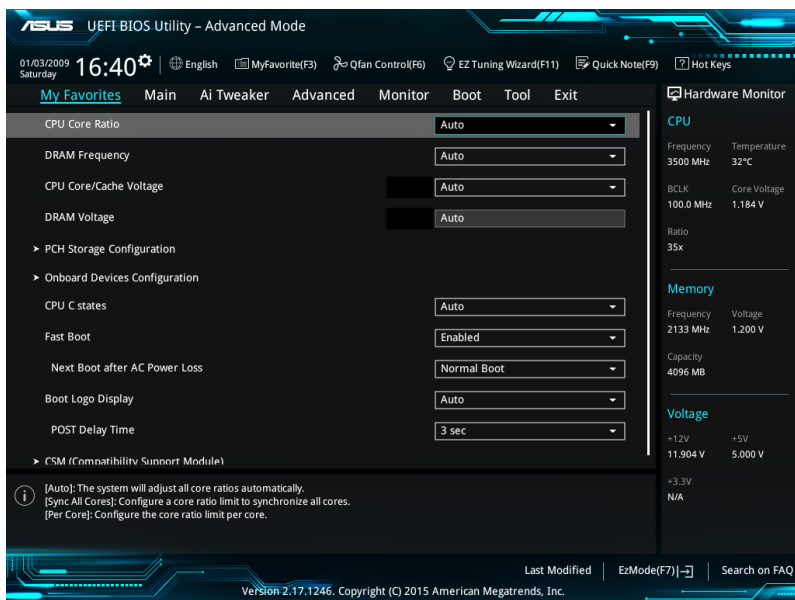 ASUS UEFI BIOS Utility – Advanced Mode
01/03/2009
Saturday
16:40
English
MyFavorite(F3)
Qfan Control(F6)
EZ Tuning Wizard(F11)
Quick Note(F9)
? Hot Keys
My Favorites Main Ai Tweaker Advanced Monitor Boot Tool Exit
CPU Core Ratio Auto
DRAM Frequency Auto
CPU Core/Cache Voltage Auto
DRAM Voltage Auto
> PCH Storage Configuration
> Onboard Devices Configuration
CPU C states Auto
Fast Boot Enabled
Next Boot after AC Power Loss Normal Boot
Boot Logo Display Auto
POST Delay Time 3 sec
> CSM (Compatibility Support Module)
[Auto]: The system will adjust all core ratios automatically.
[Sync All Cores]: Configure a core ratio limit to synchronize all cores.
[Per Core]: Configure the core ratio limit per core.
Hardware Monitor
CPU
Frequency Temperature
3500 MHz 32°C
BCLK Core Voltage
100.0 MHz 1.184 V
Ratio
35x
Memory
Frequency Voltage
2133 MHz 1.200 V
Capacity
4096 MB
Voltage
+12V +5V
11.904 V 5.000 V
+3.3V
N/A
Last Modified EzMode(F7) Search on FAQ
Version 2.17.1246. Copyright (C) 2015 American Megatrends, Inc.